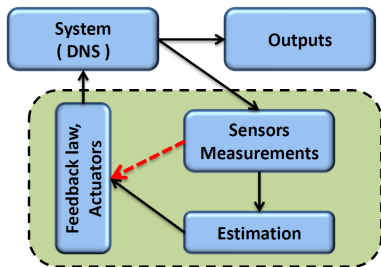 System
( DNS )
Outputs
Feedback law,
Actuators
Sensors
Measurements
Estimation